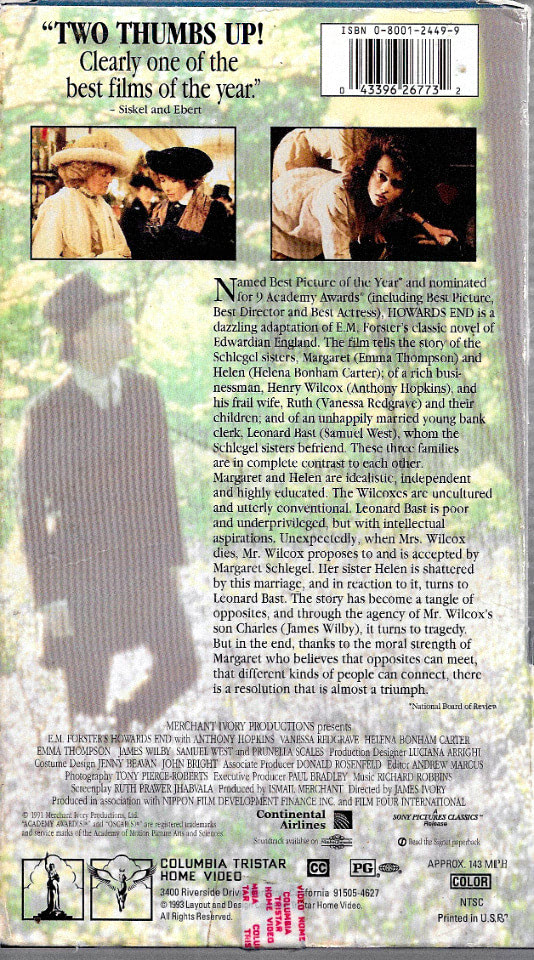 “TWO THUMBS UP!
Clearly one of the
best films of the year.”
– Siskel and Ebert
ISBN 0-8001-2449-9
0 43396 26773 2
Named Best Picture of the Year* and nominated
for 9 Academy Awards® (including Best Picture,
Best Director and Best Actress), HOWARDS END is a
dazzling adaptation of E.M. Forster's classic novel of
Edwardian England. The film tells the story of the
Schlegel sisters, Margaret (Emma Thompson) and
Helen (Helena Bonham Carter); of a rich busi-
nessman, Henry Wilcox (Anthony Hopkins), and
his frail wife, Ruth (Vanessa Redgrave) and their
children; and of an unhappily married young bank
clerk, Leonard Bast (Samuel West), whom the
Schlegel sisters befriend. These three families
are in complete contrast to each other.
Margaret and Helen are idealistic, independent
and highly educated. The Wilcoxes are uncultured
and utterly conventional. Leonard Bast is poor
and underprivileged, but with intellectual
aspirations. Unexpectedly, when Mrs. Wilcox
dies, Mr. Wilcox proposes to and is accepted by
Margaret Schlegel. Her sister Helen is shattered
by this marriage, and in reaction to it, turns to
Leonard Bast. The story has become a tangle of
opposites, and through the agency of Mr. Wilcox's
son Charles (James Wilby), it turns to tragedy.
But in the end, thanks to the moral strength of
Margaret who believes that opposites can meet,
that different kinds of people can connect, there
is a resolution that is almost a triumph.
*National Board of Review
MERCHANT IVORY PRODUCTIONS presents
E.M. FORSTER'S HOWARDS END with ANTHONY HOPKINS VANESSA REDGRAVE HELENA BONHAM CARTER
EMMA THOMPSON JAMES WILBY SAMUEL WEST and PRUNELLA SCALES Production Designer LUCIANA ARRIGHI
Costume Design JENNY BEAVAN JOHN BRIGHT Associate Producer DONALD ROSENFELD Editor ANDREW MARCUS
Photography TONY PIERCE-ROBERTS Executive Producer PAUL BRADLEY Music RICHARD ROBBINS
Screenplay RUTH PRAWER JHABVALA Produced by ISMAIL MERCHANT Directed by JAMES IVORY
Produced in association with NIPPON FILM DEVELOPMENT FINANCE INC. and FILM FOUR INTERNATIONAL
© 1991 Merchant Ivory Productions, Ltd.
"ACADEMY AWARDS®" and "OSCAR(S)®" are registered trademarks
and service marks of the Academy of Motion Picture Arts and Sciences.
Continental
Airlines
Soundtrack available on
A
SONY PICTURES CLASSICS™
Release
Read the Signet paperback
COLUMBIA TRISTAR
HOME VIDEO
3400 Riverside Driv ifornia 91505-4627
© 1993 Layout and Des star Home Video.
All Rights Reserved.
CC
PG
APPROX. 143 MIN
COLOR
NTSC
Printed in U.S.A.
VIDEO HOME
COLUMBIA
TRISTAR
HOME VIDEO
MBIA
TAR
COLU
THIS